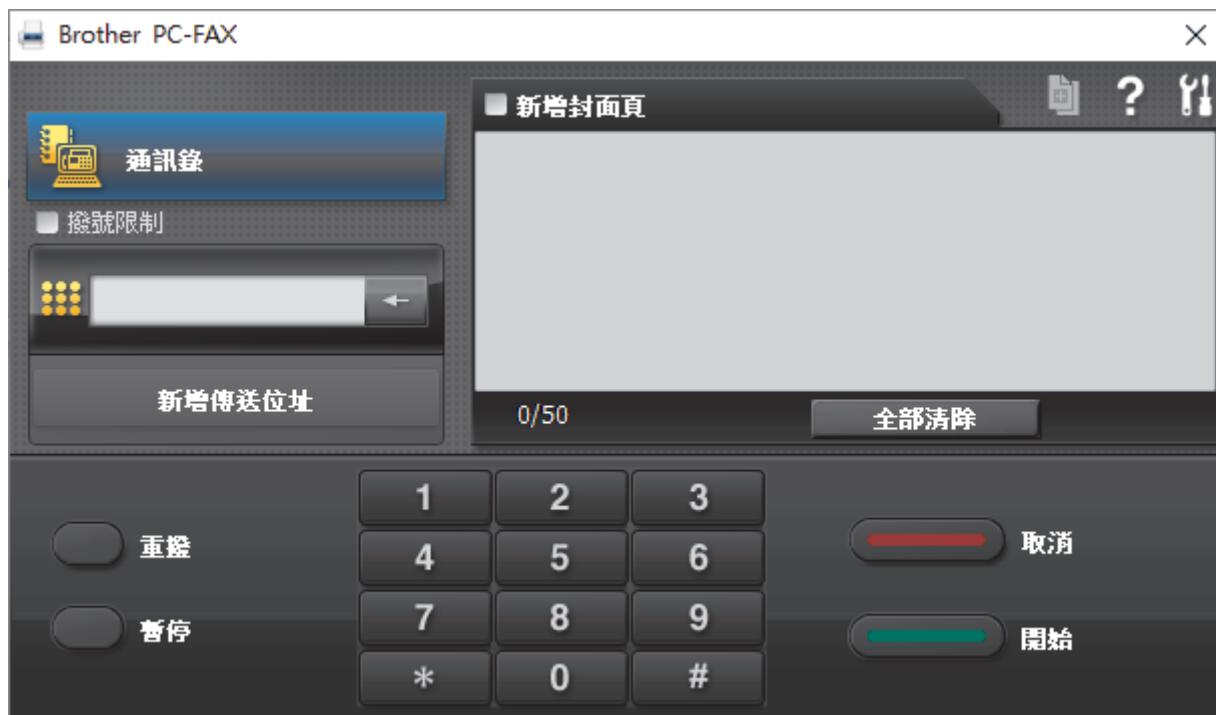 Brother PC-FAX
通訊錄
撥號限制
新增傳送位址
新增封面頁
?
0/50
全部清除
重撥
暫停
1 2 3
4 5 6
7 8 9
* 0 #
取消
開始